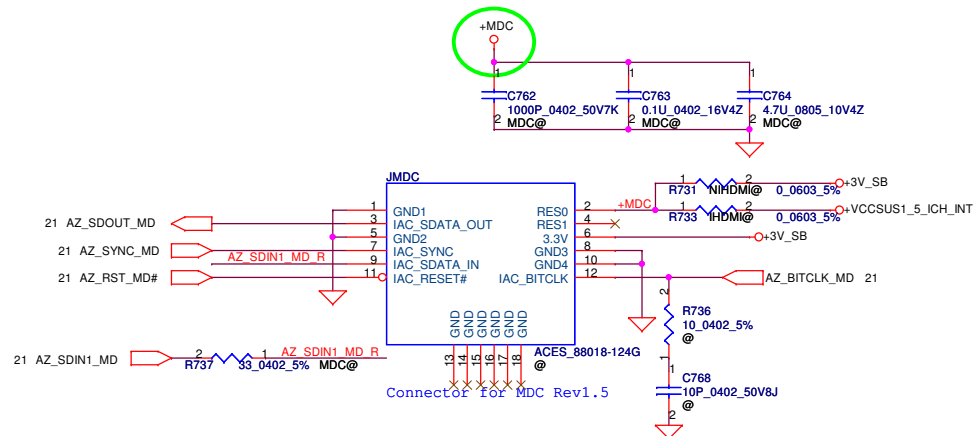 +MDC
1 1 1
C762 C763 C764
1000P_0402_50V7K 0.1U_0402_16V4Z 4.7U_0805_10V4Z
2 MDC@ 2 MDC@ 2 MDC@
JMDC
R731 1 NIHDMI@ 2 0_0603_5% +3V_SB
+MDC
R733 1 IHDMI@ 2 0_0603_5% +VCCSUS1_5_ICH_INT
1 GND1 RES0 2
21 AZ_SDOUT_MD 3 IAC_SDATA_OUT RES1 4
5 GND2 3.3V 6 +3V_SB
21 AZ_SYNC_MD 7 IAC_SYNC GND3 8
AZ_SDIN1_MD_R 9 IAC_SDATA_IN GND4 10
21 AZ_RST_MD# 11 IAC_RESET# IAC_BITCLK 12 AZ_BITCLK_MD 21
GND GND GND GND GND GND
13 14 15 16 17 18
ACES_88018-124G
@
2
R736
10_0402_5%
@
1
21 AZ_SDIN1_MD 2 1 AZ_SDIN1_MD_R
R737 33_0402_5% MDC@
Connector for MDC Rev1.5
1
C768
10P_0402_50V8J
@
2